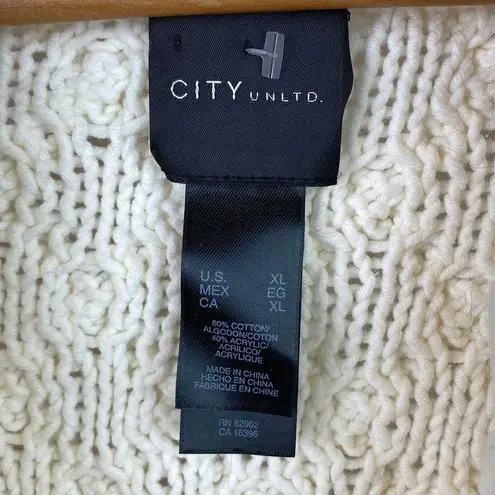 CITY UNLTD.
U.S. XL
MEX EG
CA XL
60% COTTON/
ALGODON/COTON
40% ACRYLIC/
ACRILICO/
ACRYLIQUE
MADE IN CHINA
HECHO EN CHINA
FABRIQUE EN CHINE
RN 82002
CA 16396